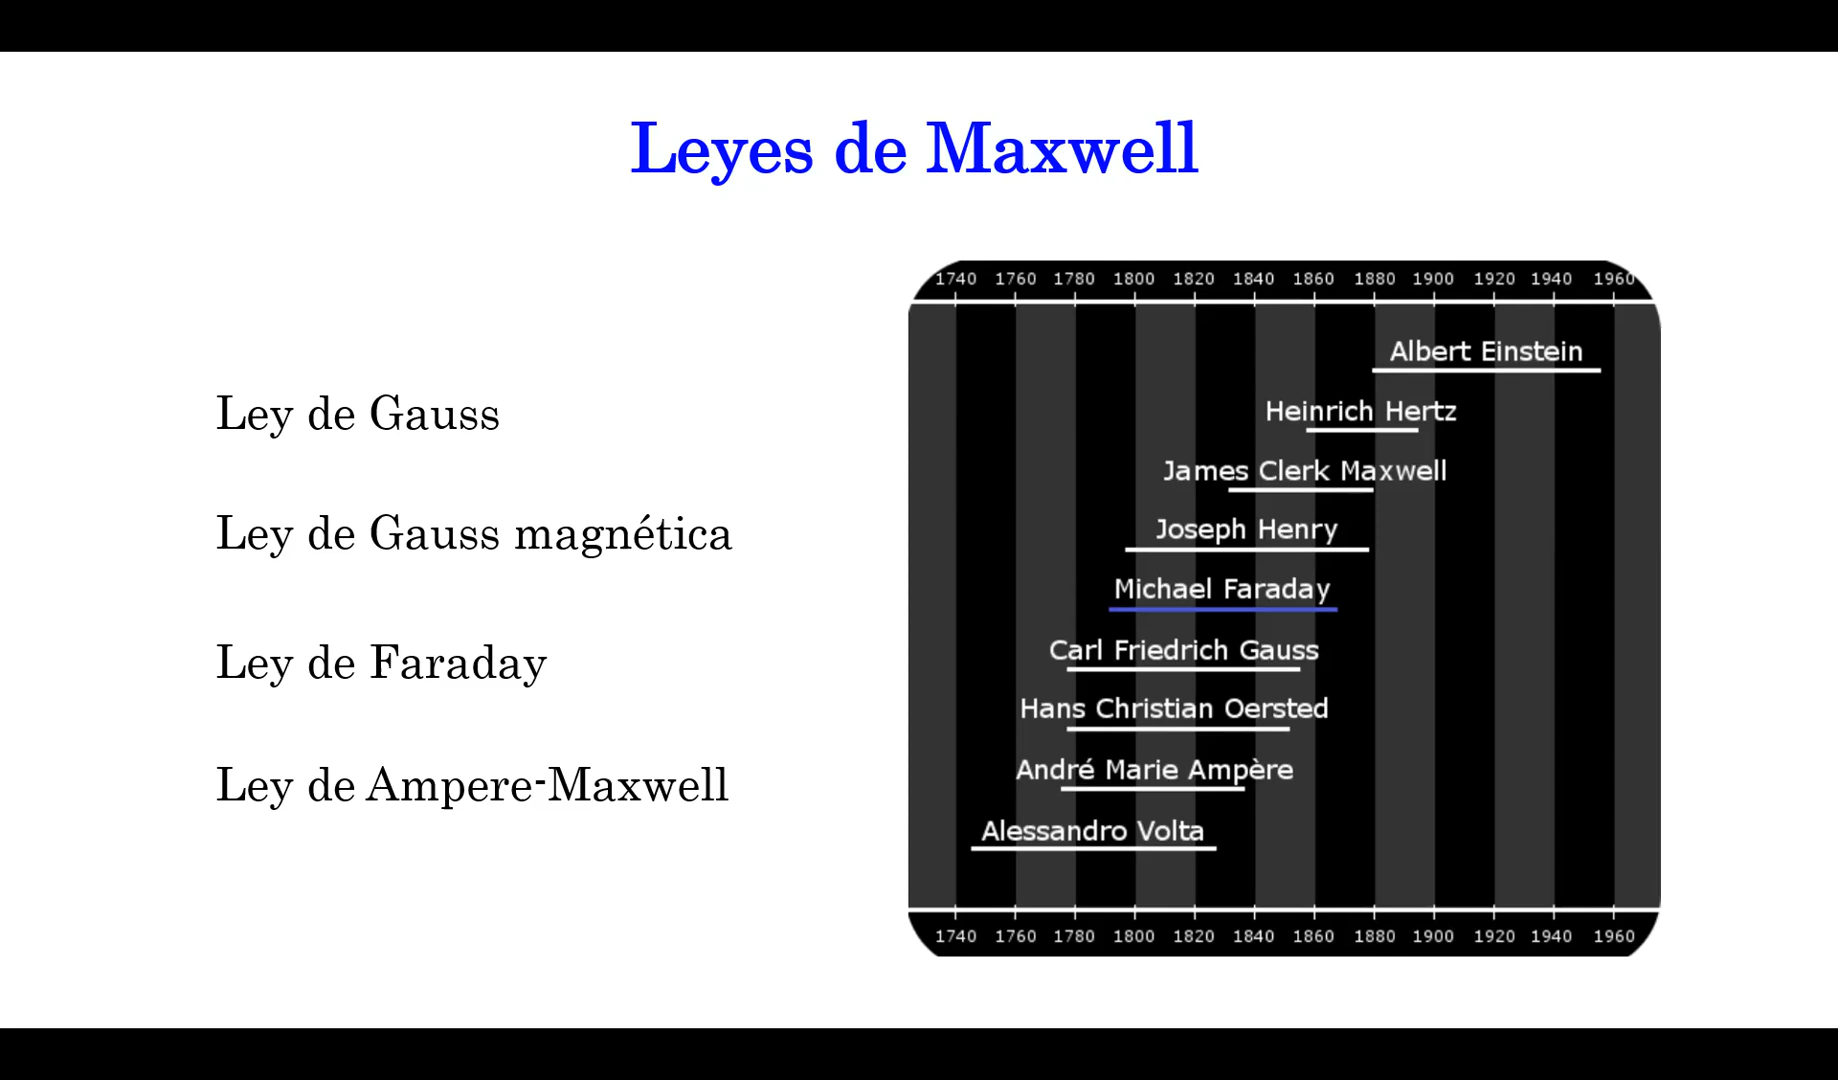 Leyes de Maxwell
Ley de Gauss
Ley de Gauss magnética
Ley de Faraday
Ley de Ampere-Maxwell
1740 1760 1780 1800 1820 1840 1860 1880 1900 1920 1940 1960
Albert Einstein
Heinrich Hertz
James Clerk Maxwell
Joseph Henry
Michael Faraday
Carl Friedrich Gauss
Hans Christian Oersted
André Marie Ampère
Alessandro Volta
1740 1760 1780 1800 1820 1840 1860 1880 1900 1920 1940 1960